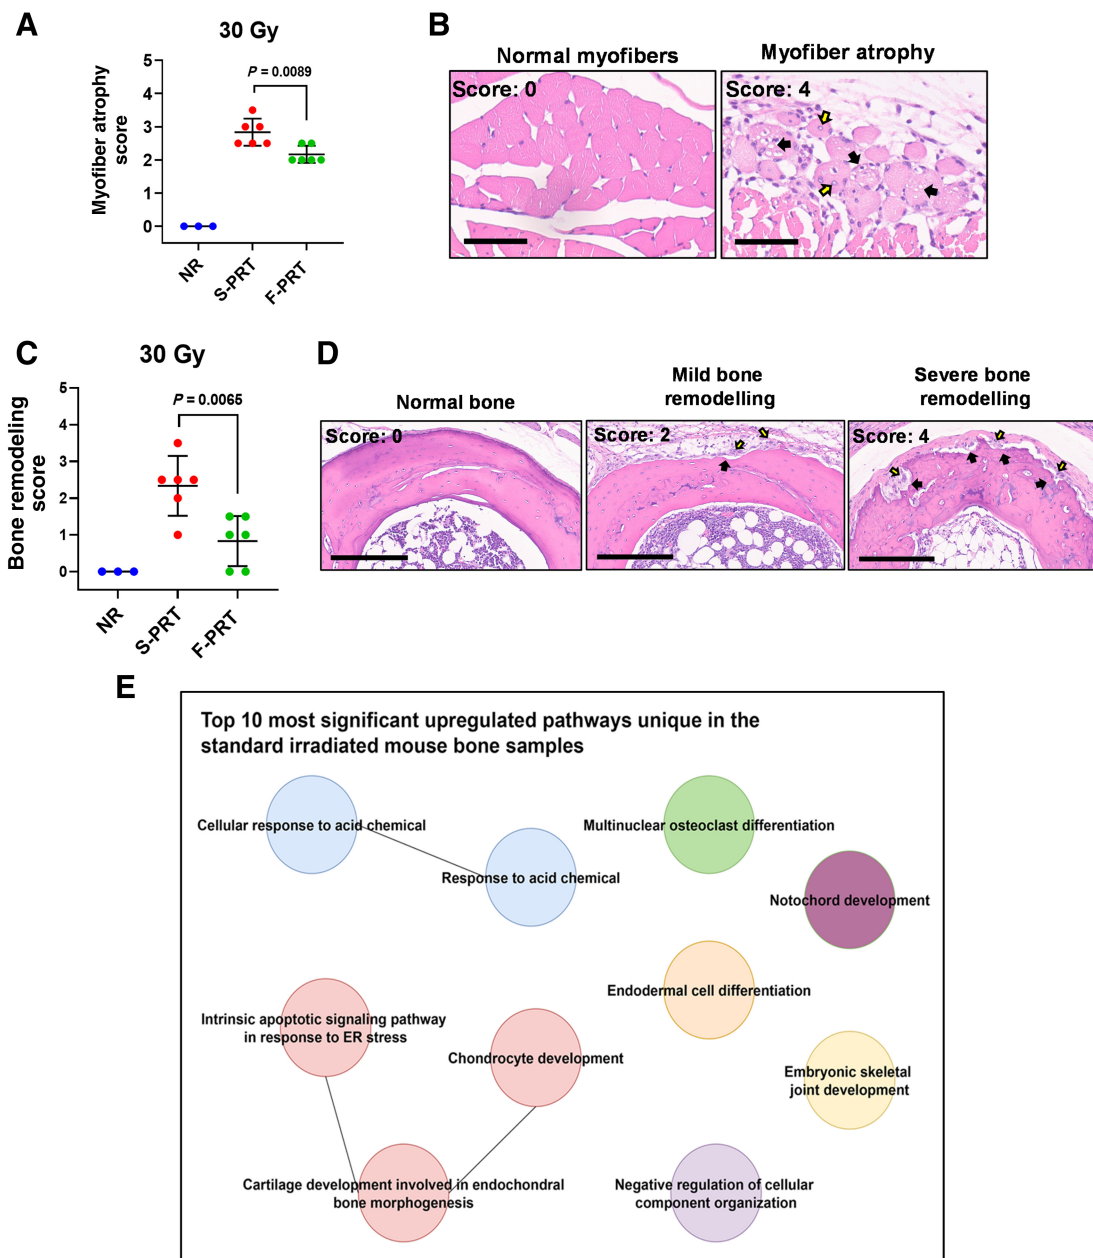 A
30 Gy
Myofiber atrophy
score
5
4
3
2
1
0
P = 0.0089
NR
S-PRT
F-PRT
B
Normal myofibers
Myofiber atrophy
Score: 0
Score: 4
C
30 Gy
Bone remodeling
score
5
4
3
2
1
0
P = 0.0065
NR
S-PRT
F-PRT
D
Normal bone
Mild bone
remodelling
Severe bone
remodelling
Score: 0
Score: 2
Score: 4
E
Top 10 most significant upregulated pathways unique in the
standard irradiated mouse bone samples
Cellular response to acid chemical
Response to acid chemical
Multinuclear osteoclast differentiation
Notochord development
Endodermal cell differentiation
Intrinsic apoptotic signaling pathway
in response to ER stress
Chondrocyte development
Embryonic skeletal
joint development
Cartilage development involved in endochondral
bone morphogenesis
Negative regulation of cellular
component organization